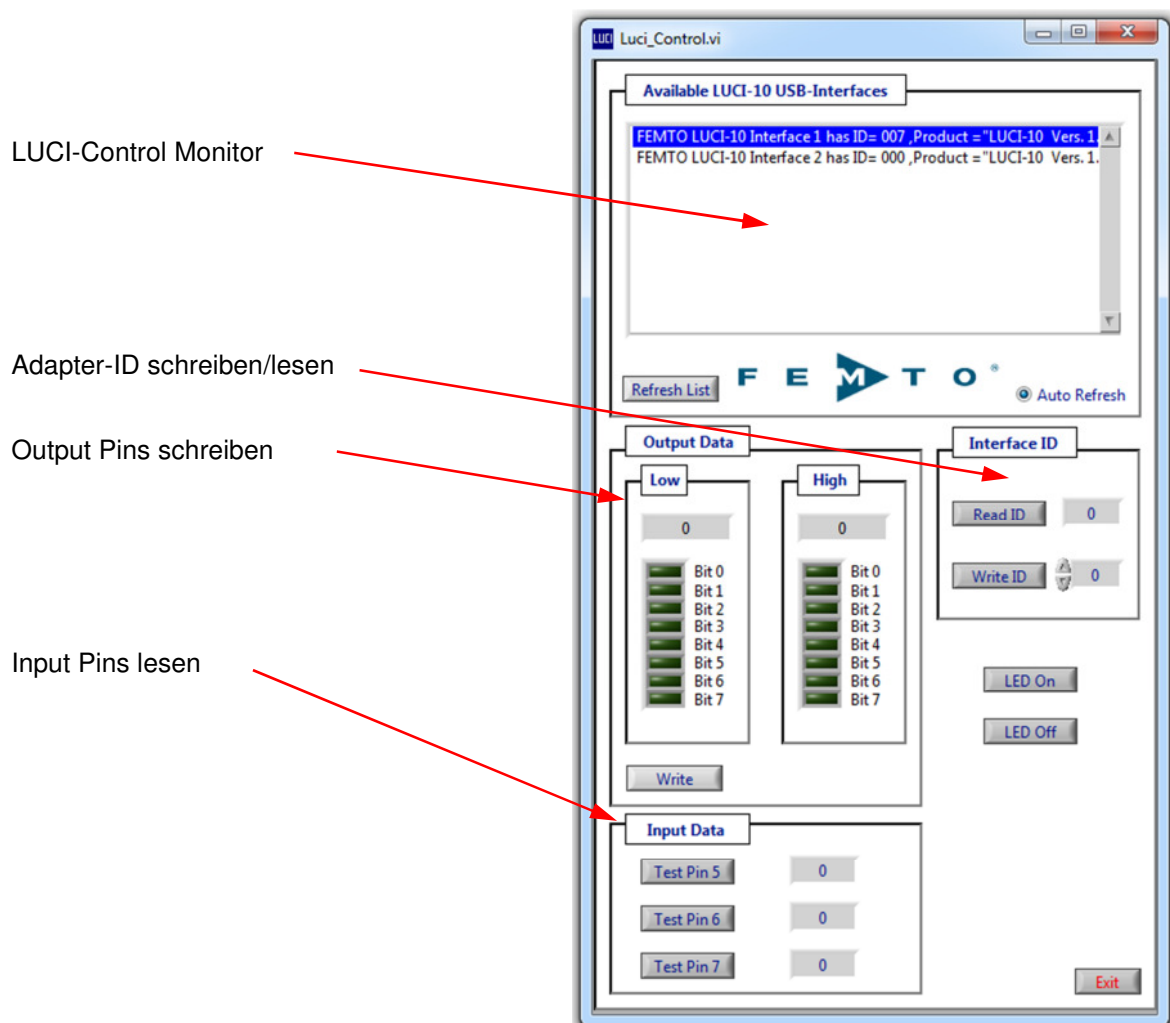 LUCI Luci_Control.vi
Available LUCI-10 USB-Interfaces
FEMTO LUCI-10 Interface 1 has ID= 007 ,Product ="LUCI-10 Vers. 1.
FEMTO LUCI-10 Interface 2 has ID= 000 ,Product ="LUCI-10 Vers. 1.
LUCI-Control Monitor
Adapter-ID schreiben/lesen
Refresh List
FEMTO®
Auto Refresh
Output Pins schreiben
Output Data
Low
0
Bit 0
Bit 1
Bit 2
Bit 3
Bit 4
Bit 5
Bit 6
Bit 7
High
0
Bit 0
Bit 1
Bit 2
Bit 3
Bit 4
Bit 5
Bit 6
Bit 7
Write
Interface ID
Read ID 0
Write ID 0
LED On
LED Off
Input Pins lesen
Input Data
Test Pin 5 0
Test Pin 6 0
Test Pin 7 0
Exit